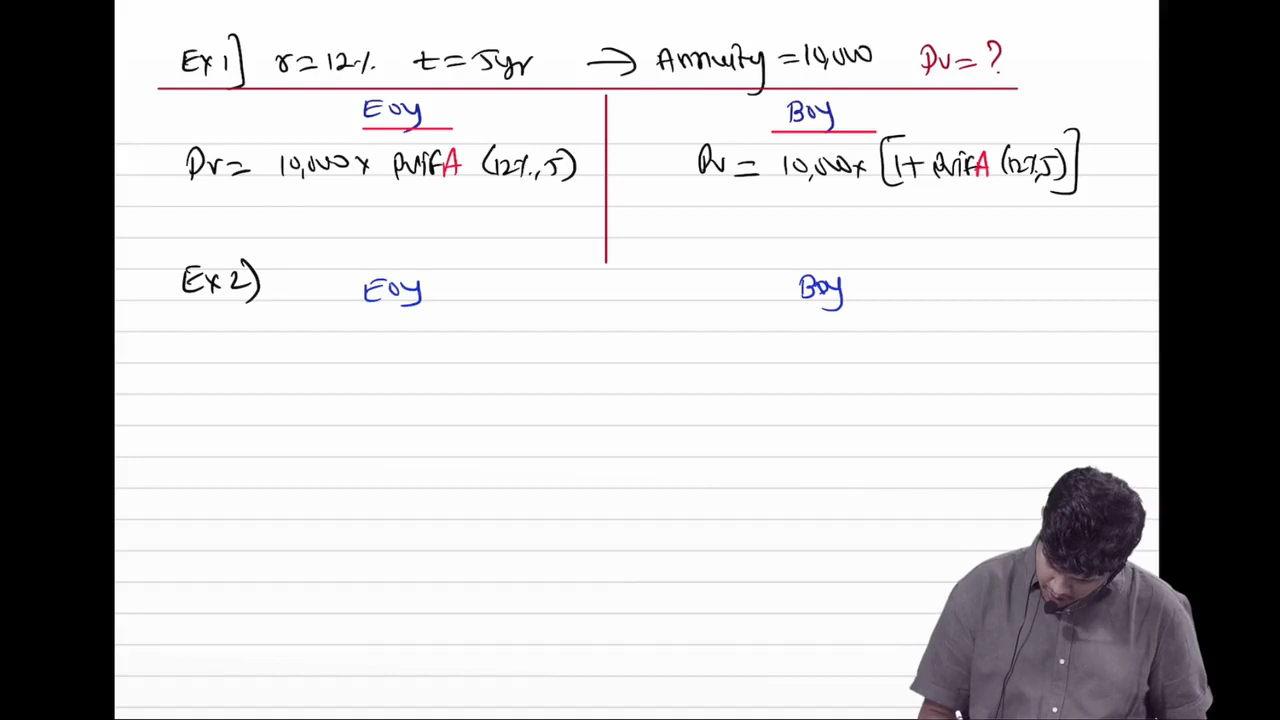 Ex 1] r = 12% t = 5yr → Annuity = 10,000 Pv = ?
Eoy Boy
Pv = 10,000 x PVifA (12%, 5) Pv = 10,000 x [1 + PvifA (12%,5)]
Ex 2) Eoy Boy